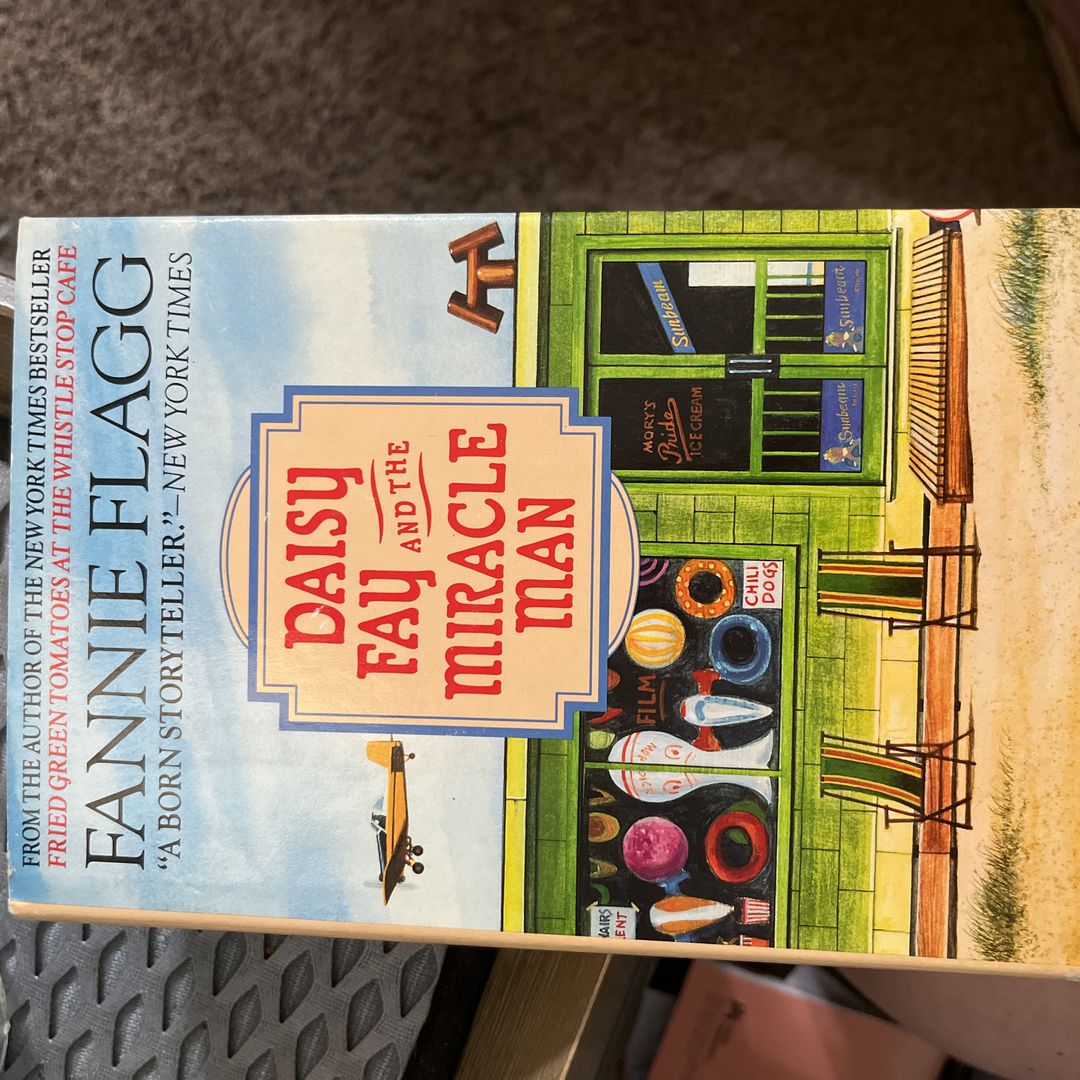 FROM THE AUTHOR OF THE NEW YORK TIMES BESTSELLER
FRIED GREEN TOMATOES AT THE WHISTLE STOP CAFE
FANNIE FLAGG
“A BORN STORYTELLER.”—NEW YORK TIMES
DAISY
FAY AND THE
MIRACLE
MAN
Sunbeam
MORY'S
Pride
ICE CREAM
Sunbeam
Sunbeam
FILM
CHILI
DOGS